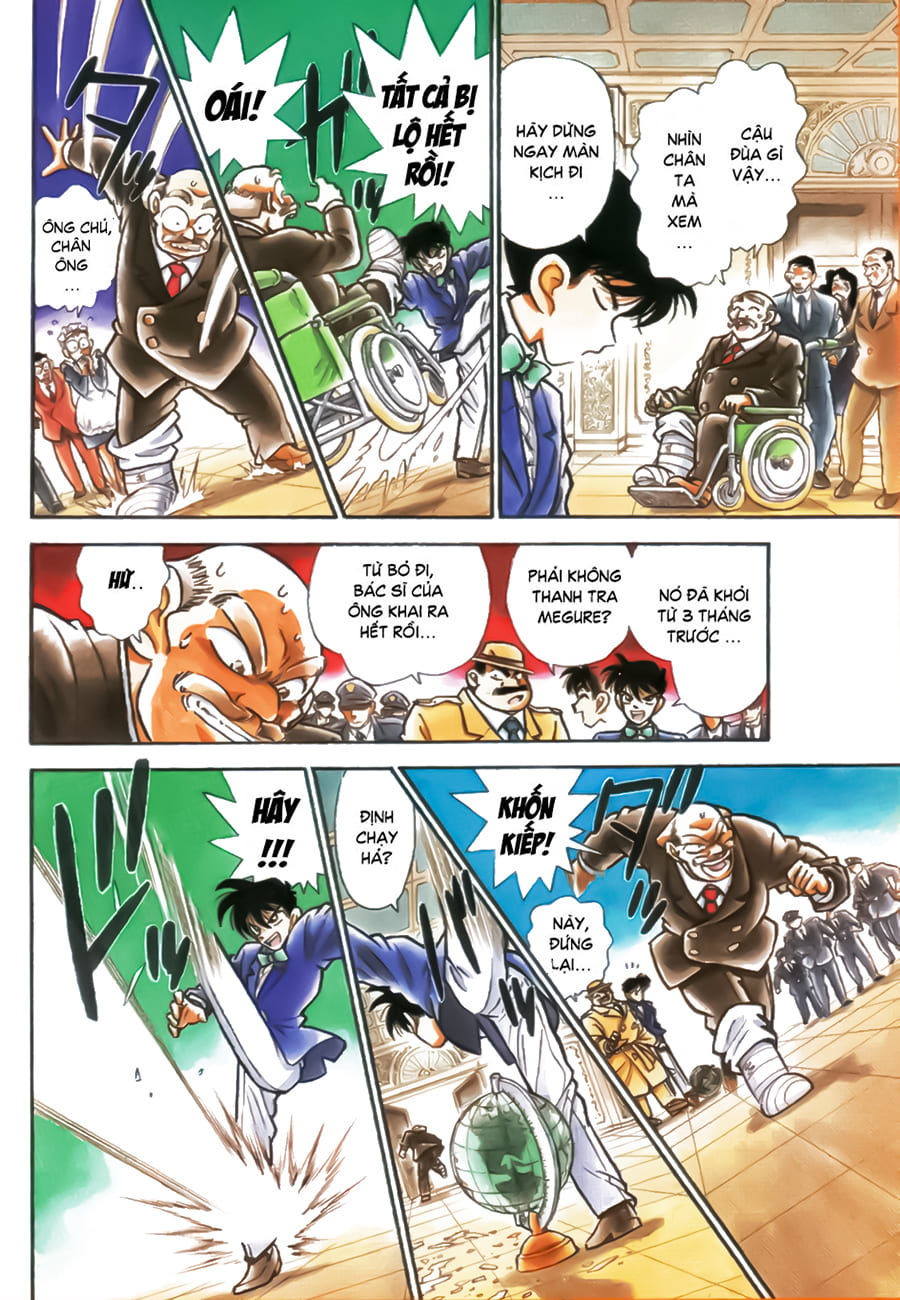 CẬU
ĐÙA GÌ
VẬY...
NHÌN
CHÂN
TA
MÀ
XEM
...
HÃY DỪNG
NGAY MÀN
KỊCH ĐI
...
TẤT CẢ BỊ
LỘ HẾT
RỒI!
OÁI!
ÔNG CHỦ,
CHÂN
ÔNG
...
NÓ ĐÃ KHỎI
TỪ 3 THÁNG
TRƯỚC ...
PHẢI KHÔNG
THANH TRA
MEGURE?
TỪ BỎ ĐI,
BÁC SĨ CỦA
ÔNG KHAI RA
HẾT RỒI...
HỪ..
KHỐN
KIẾP!
NÀY,
ĐỨNG
LẠI...
ĐỊNH
CHẠY
HẢ?
HÂY
!!!